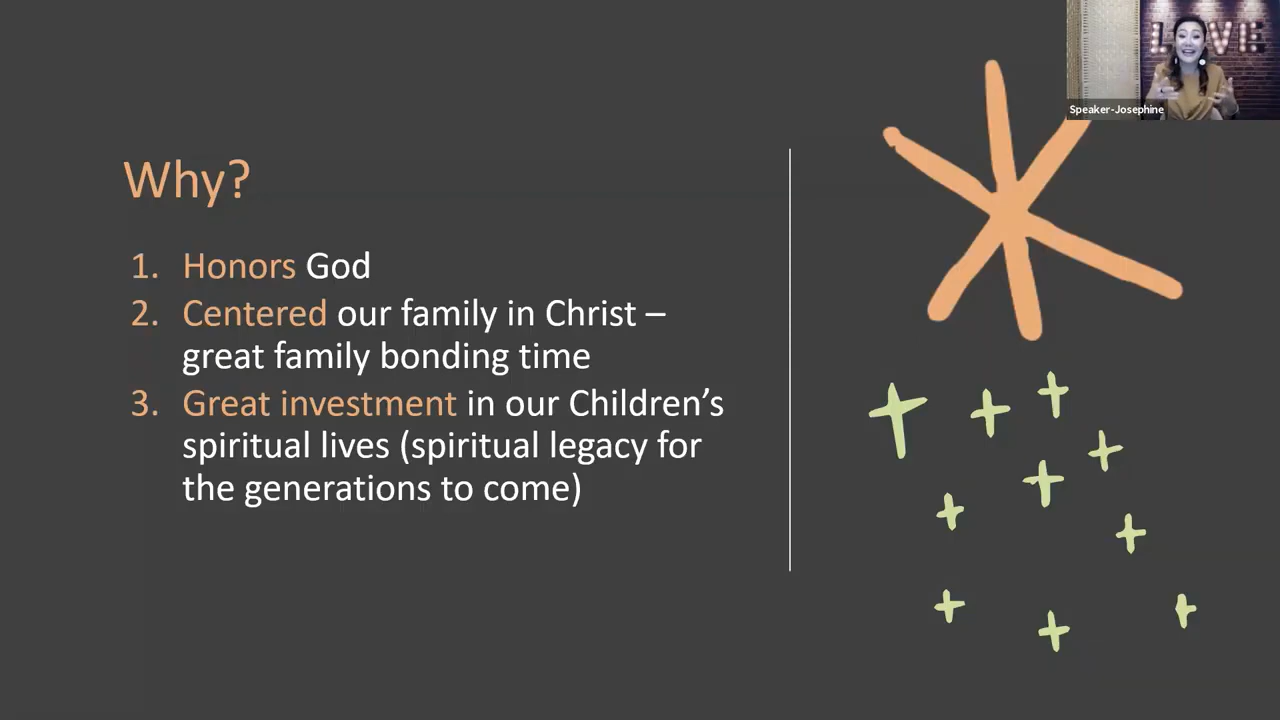 LOVE
Speaker-Josephine
Why?
1. Honors God
2. Centered our family in Christ –
great family bonding time
3. Great investment in our Children’s
spiritual lives (spiritual legacy for
the generations to come)